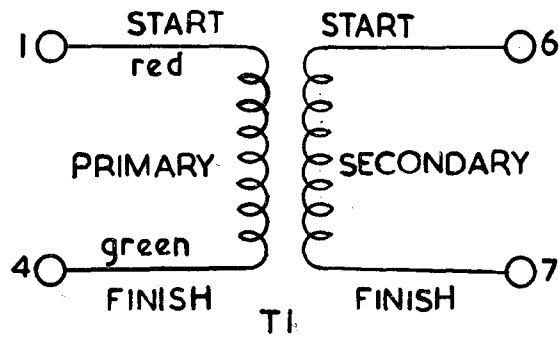 START START
1 red 6
PRIMARY SECONDARY
4 green 7
FINISH FINISH
T1